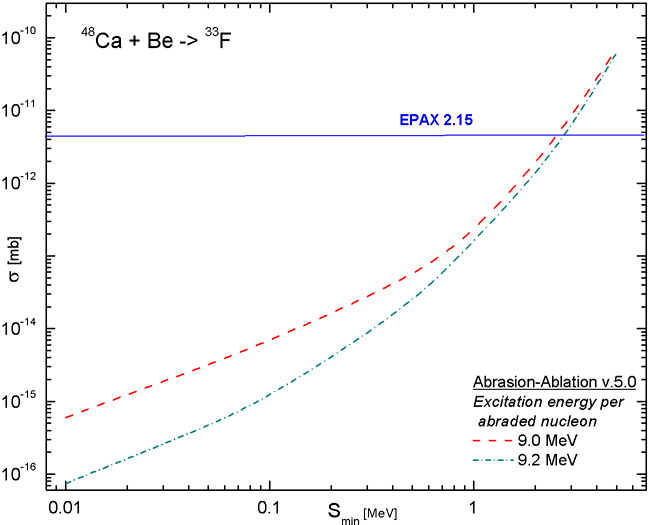 ⁴⁸Ca + Be -> ³³F
EPAX 2.15
10⁻¹⁰
10⁻¹¹
10⁻¹²
10⁻¹⁴
10⁻¹⁵
10⁻¹⁶
σ [mb]
Abrasion-Ablation v.5.0
Excitation energy per
abraded nucleon
9.0 MeV
9.2 MeV
0.01
0.1
1
Sₘᵢₙ [MeV]